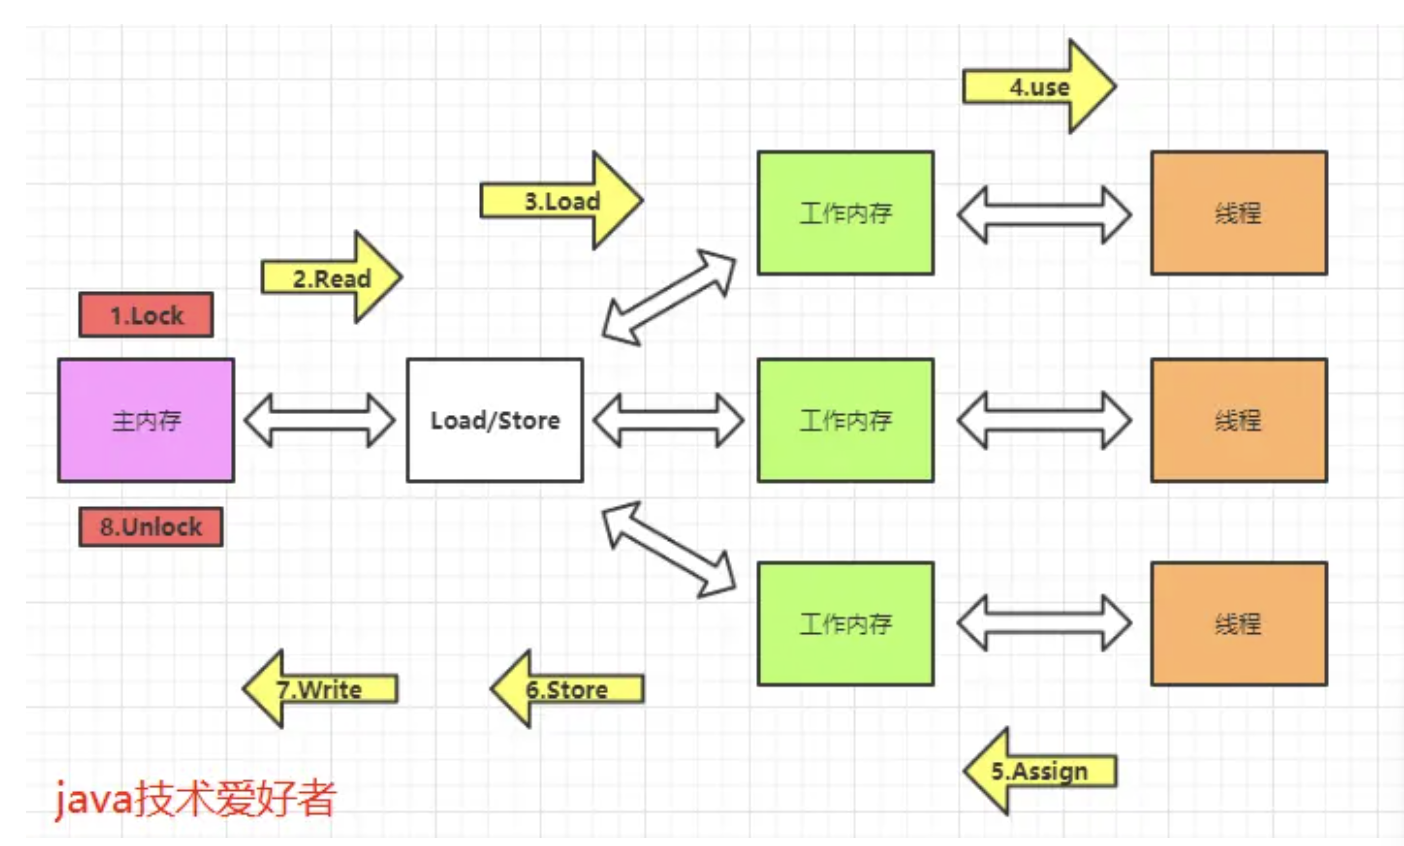 4.use
3.Load
工作内存
线程
2.Read
1.Lock
主内存
Load/Store
工作内存
线程
8.Unlock
工作内存
线程
7.Write
6.Store
5.Assign
java技术爱好者